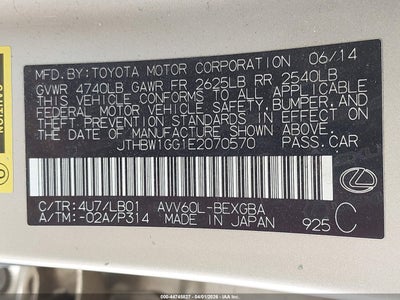 MFD. BY: TOYOTA MOTOR CORPORATION 06/14
GVWR 4740LB GAWR FR 2625LB RR 2540LB
THIS VEHICLE CONFORMS TO ALL APPLICABLE
FEDERAL MOTOR VEHICLE SAFETY, BUMPER, AND
THEFT PREVENTION STANDARDS IN EFFECT ON
THE DATE OF MANUFACTURE SHOWN ABOVE.
JTHBW1GG1E2070570 PASS. CAR
C/TR: 4U7/LB01 AVV60L-BEXGBA
A/TM: -02A/P314 MADE IN JAPAN 925 C
CAUTION
ID: 44745827 - 04/01/2026 - IAA Inc.